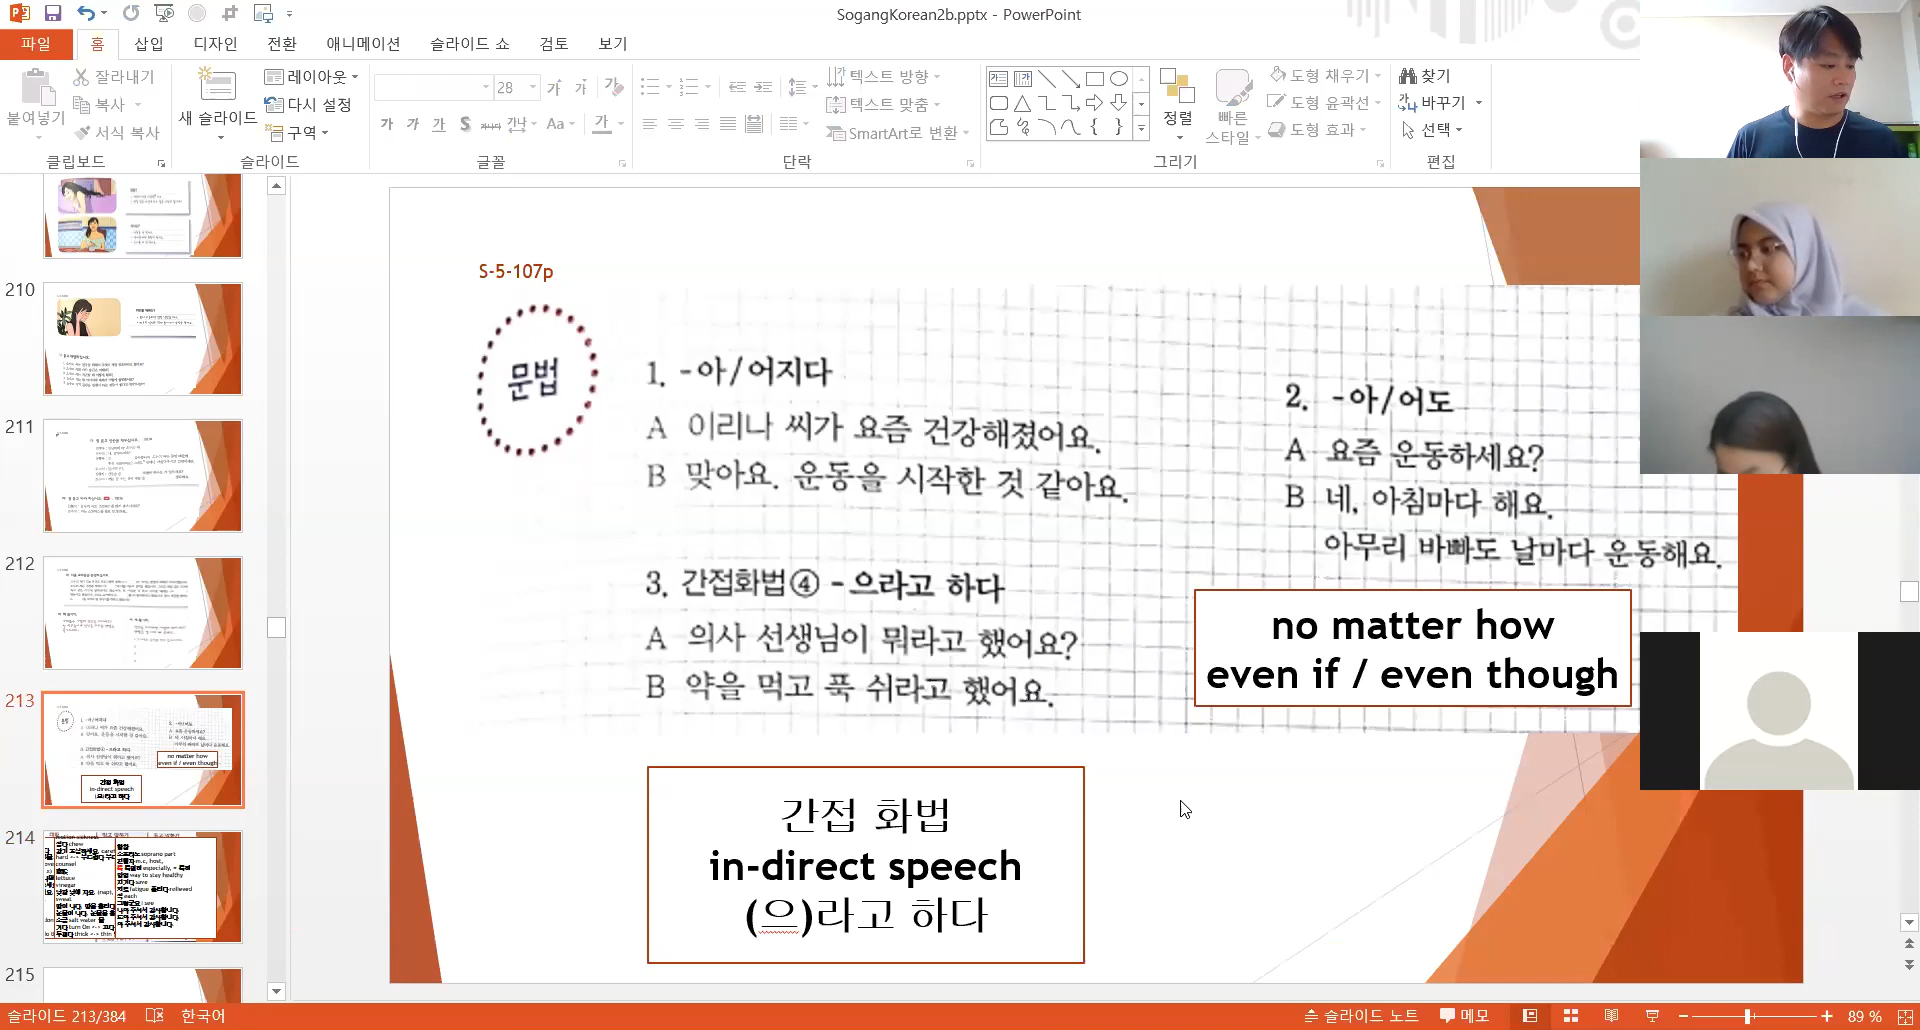 SogangKorean2b.pptx - PowerPoint
파일 홈 삽입 디자인 전환 애니메이션 슬라이드 쇼 검토 보기
붙여넣기
잘라내기
복사
서식 복사
클립보드
새 슬라이드
레이아웃
다시 설정
구역
슬라이드
28
가 가 가 S 가나다 간낫 Aa 가
글꼴
텍스트 방향
텍스트 맞춤
SmartArt로 변환
단락
정렬
빠른 스타일
도형 채우기
도형 윤곽선
도형 효과
그리기
찾기
바꾸기
선택
편집
210
211
212
213
214
215
S-5-107p
문법
1. -아/어지다
A 이리나 씨가 요즘 건강해졌어요.
B 맞아요. 운동을 시작한 것 같아요.
2. -아/어도
A 요즘 운동하세요?
B 네, 아침마다 해요.
아무리 바빠도 날마다 운동해요.
3. 간접화법④ -으라고 하다
A 의사 선생님이 뭐라고 했어요?
B 약을 먹고 푹 쉬라고 했어요.
no matter how
even if / even though
간접 화법
in-direct speech
(으)라고 하다
슬라이드 213/384 한국어
슬라이드 노트 메모 89 %